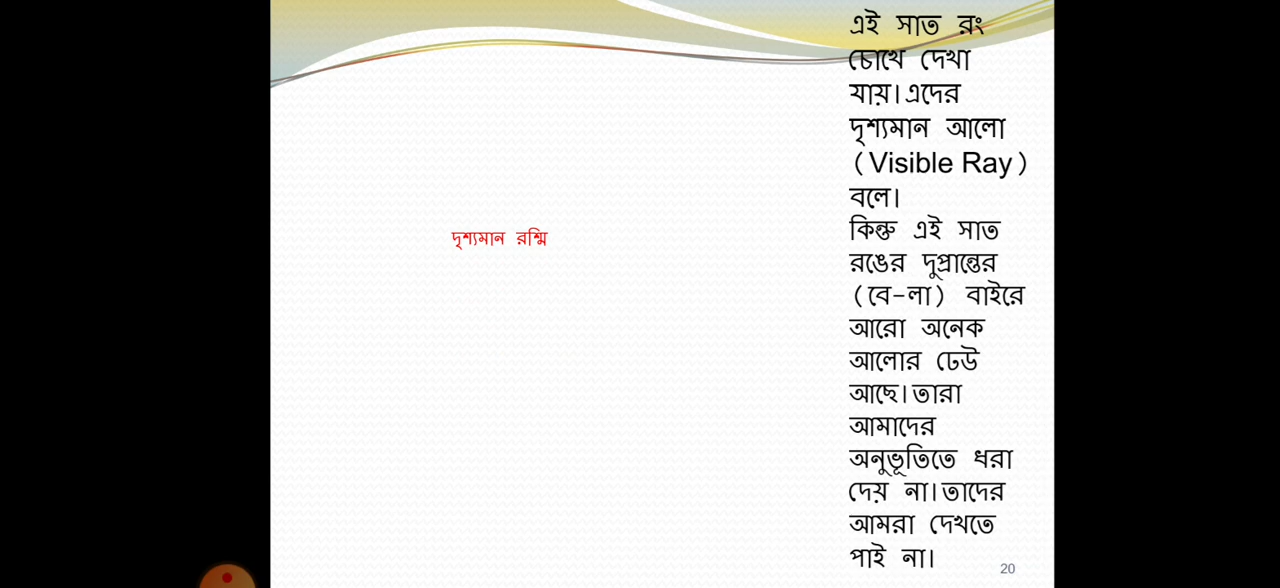 এই সাত রং
চোখে দেখা
যায়।এদের
দৃশ্যমান আলো
(Visible Ray)
বলে।
কিন্তু এই সাত
রঙের দুপ্রান্তের
(বে-লা) বাইরে
আরো অনেক
আলোর ঢেউ
আছে।তারা
আমাদের
অনুভূতিতে ধরা
দেয় না।তাদের
আমরা দেখতে
পাই না।
দৃশ্যমান রশ্মি
20